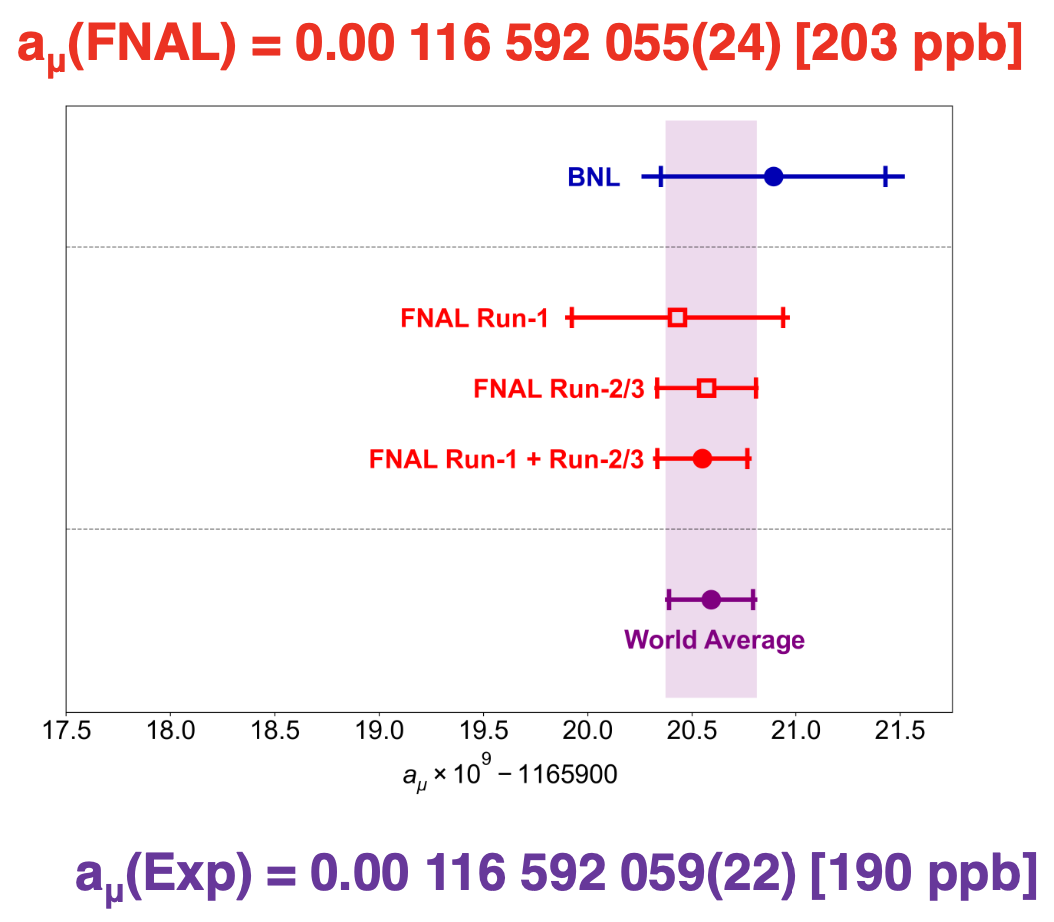 aμ(FNAL) = 0.00 116 592 055(24) [203 ppb]
BNL
FNAL Run-1
FNAL Run-2/3
FNAL Run-1 + Run-2/3
World Average
17.5 18.0 18.5 19.0 19.5 20.0 20.5 21.0 21.5
aμ × 10⁹ − 1165900
aμ(Exp) = 0.00 116 592 059(22) [190 ppb]